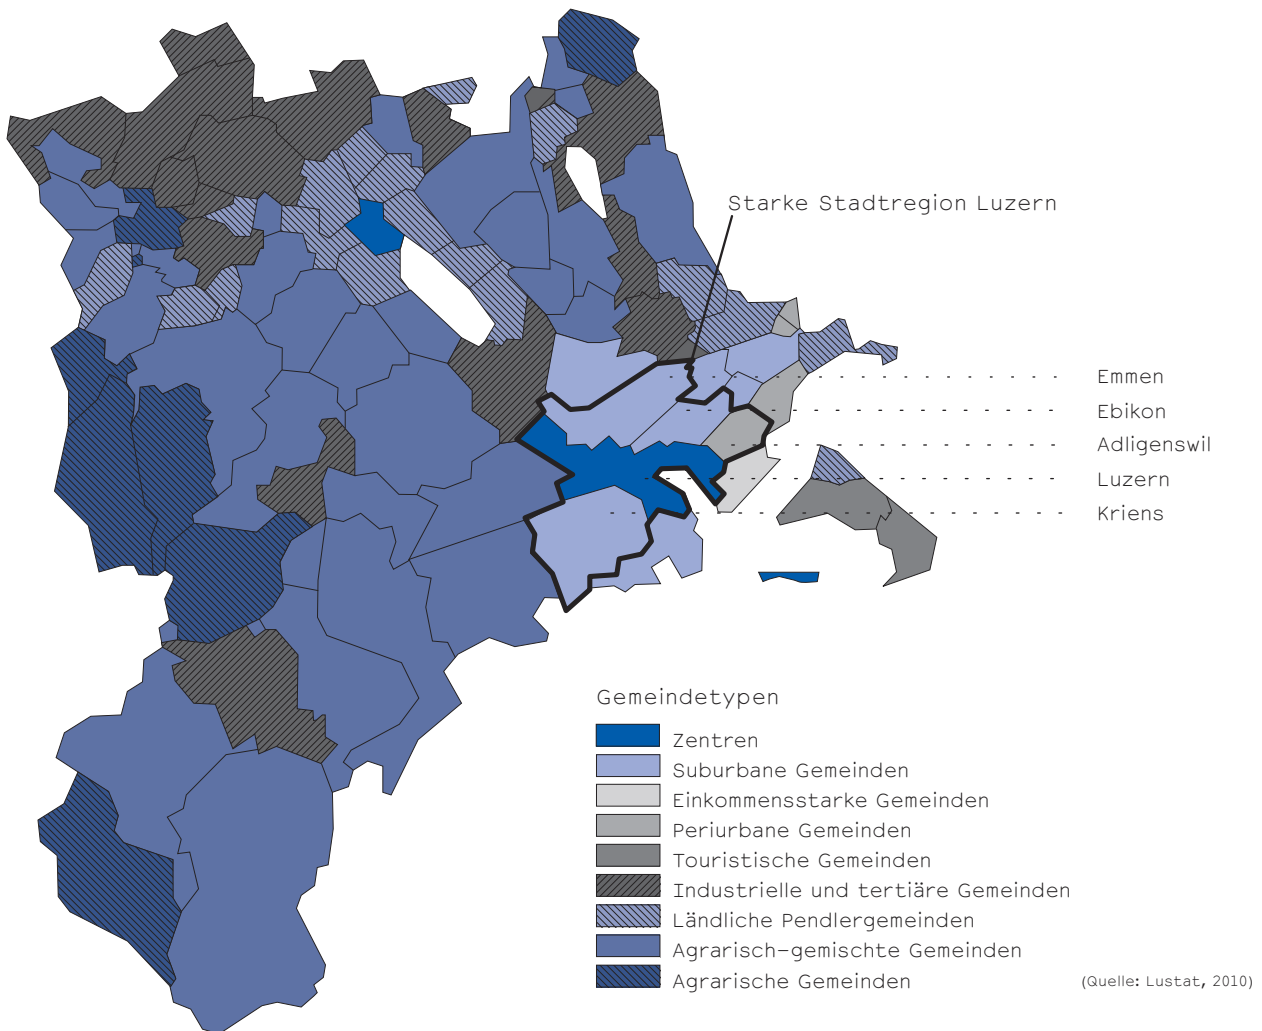 Starke Stadtregion Luzern
Emmen
Ebikon
Adligenswil
Luzern
Kriens
Gemeindetypen
Zentren
Suburbane Gemeinden
Einkommensstarke Gemeinden
Periurbane Gemeinden
Touristische Gemeinden
Industrielle und tertiäre Gemeinden
Ländliche Pendlergemeinden
Agrarisch-gemischte Gemeinden
Agrarische Gemeinden
(Quelle: Lustat, 2010)